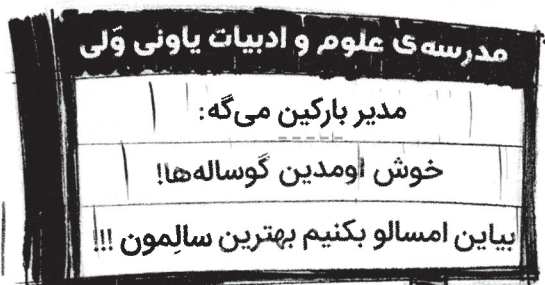 مدرسه‌ی علوم و ادبیات یاونی وَلی
مدیر بارکین می‌گه:
خوش اومدین گوساله‌ها!
بیاین امسالو بکنیم بهترین سالِمون !!!